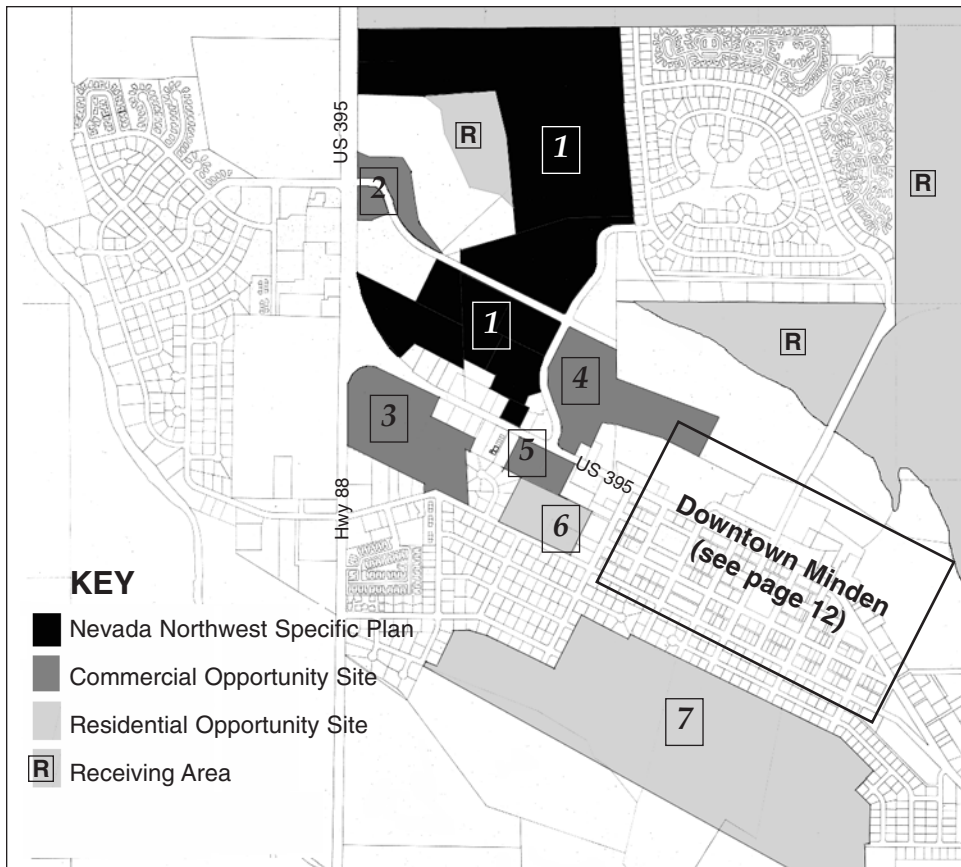 US 395
R
1
R
2
1
R
4
3
5
US 395
Hwy 88
6
Downtown Minden
(see page 12)
7
KEY
Nevada Northwest Specific Plan
Commercial Opportunity Site
Residential Opportunity Site
R Receiving Area